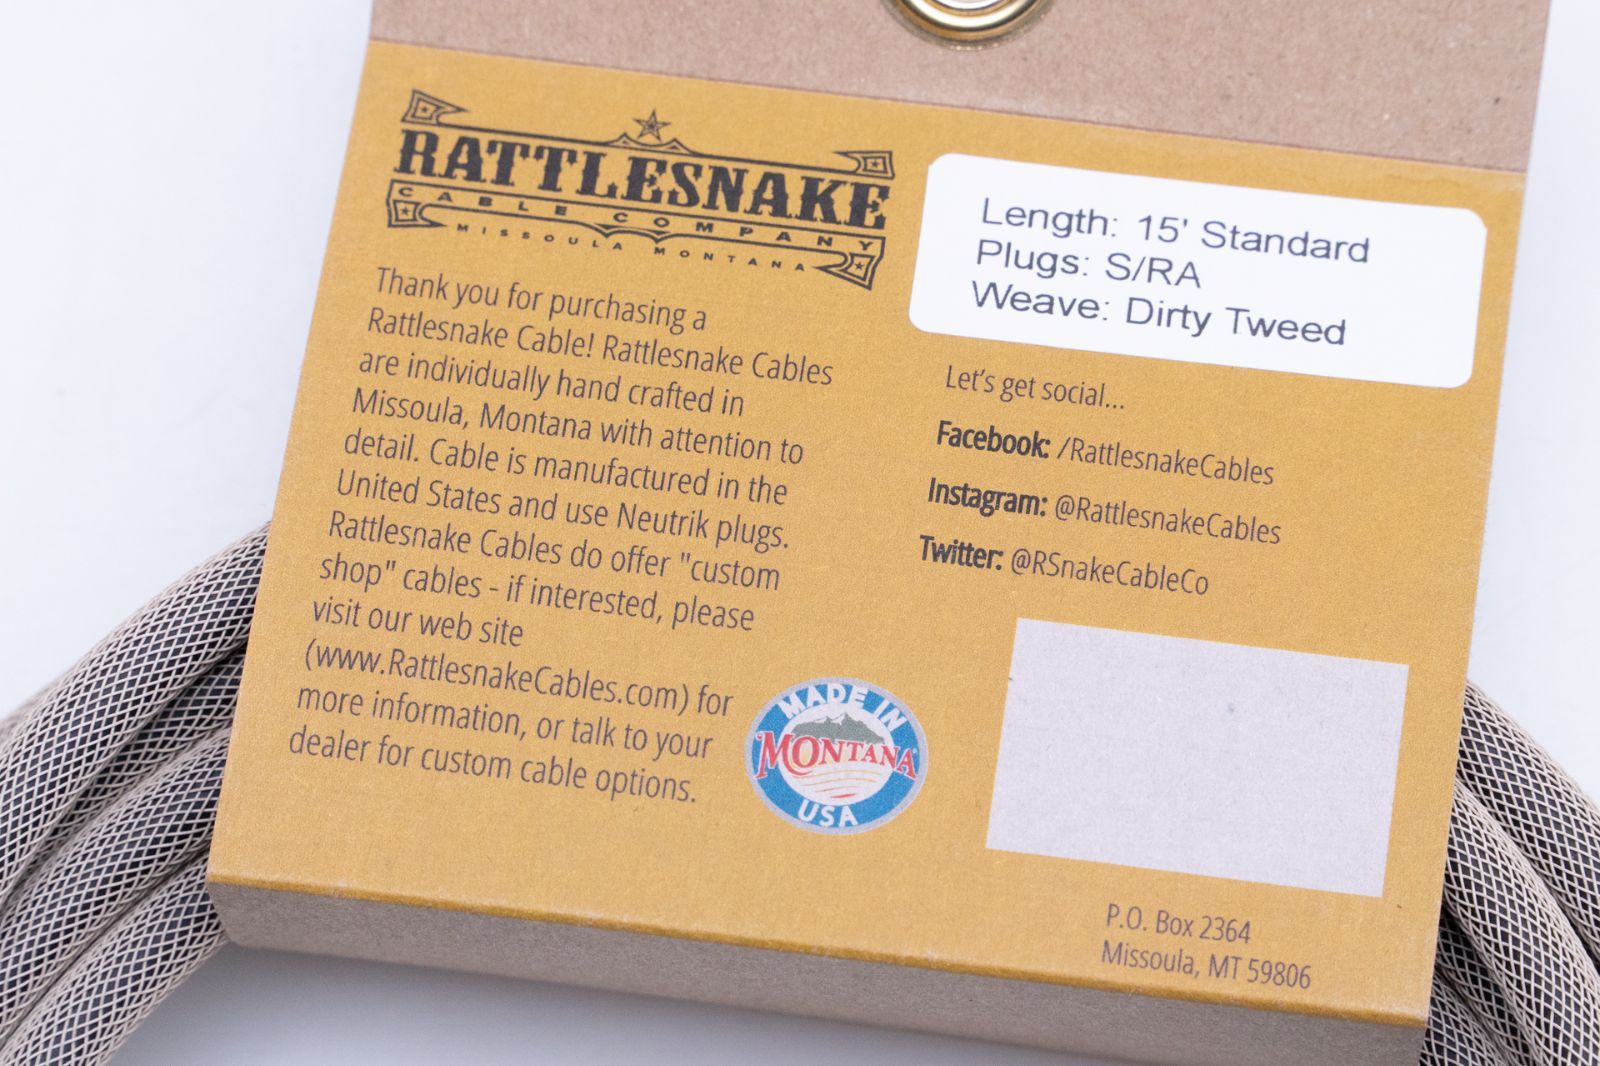 RATTLESNAKE
CABLE COMPANY
MISSOULA MONTANA
Thank you for purchasing a
Rattlesnake Cable! Rattlesnake Cables
are individually hand crafted in
Missoula, Montana with attention to
detail. Cable is manufactured in the
United States and use Neutrik plugs.
Rattlesnake Cables do offer "custom
shop" cables - if interested, please
visit our web site
(www.RattlesnakeCables.com) for
more information, or talk to your
dealer for custom cable options.
MADE IN
MONTANA
USA
Length: 15' Standard
Plugs: S/RA
Weave: Dirty Tweed
Let's get social...
Facebook: /RattlesnakeCables
Instagram: @RattlesnakeCables
Twitter: @RSnakeCableCo
P.O. Box 2364
Missoula, MT 59806